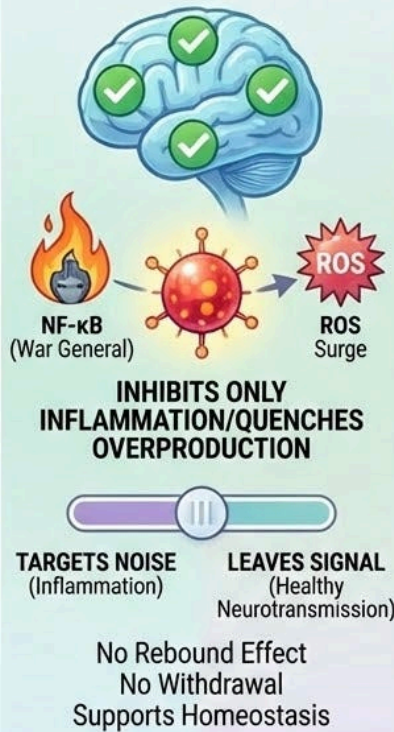 ROS
NF-κB
(War General)
ROS
Surge
INHIBITS ONLY
INFLAMMATION/QUENCHES
OVERPRODUCTION
TARGETS NOISE
(Inflammation)
LEAVES SIGNAL
(Healthy
Neurotransmission)
No Rebound Effect
No Withdrawal
Supports Homeostasis